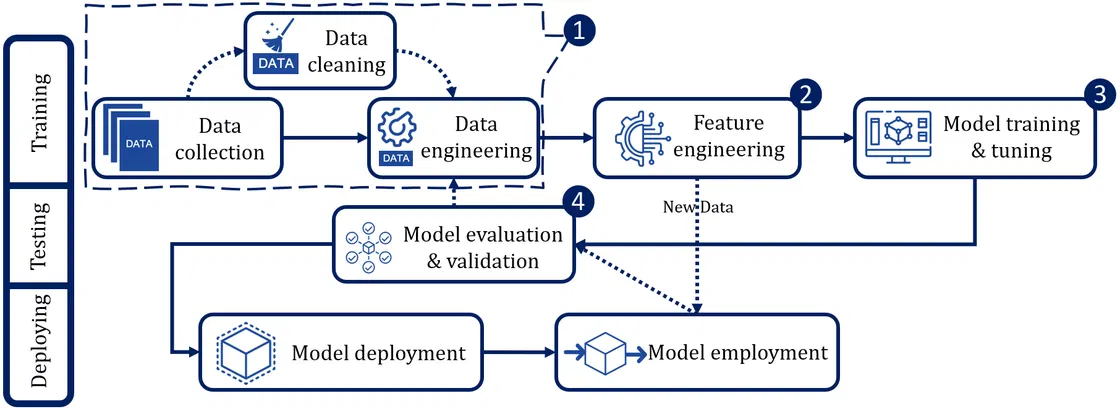 1
Data
cleaning
DATA
Training
Data
collection
DATA
Data
engineering
DATA
2
Feature
engineering
3
Model training
& tuning
Testing
4
Model evaluation
& validation
New Data
Deploying
Model deployment
Model employment